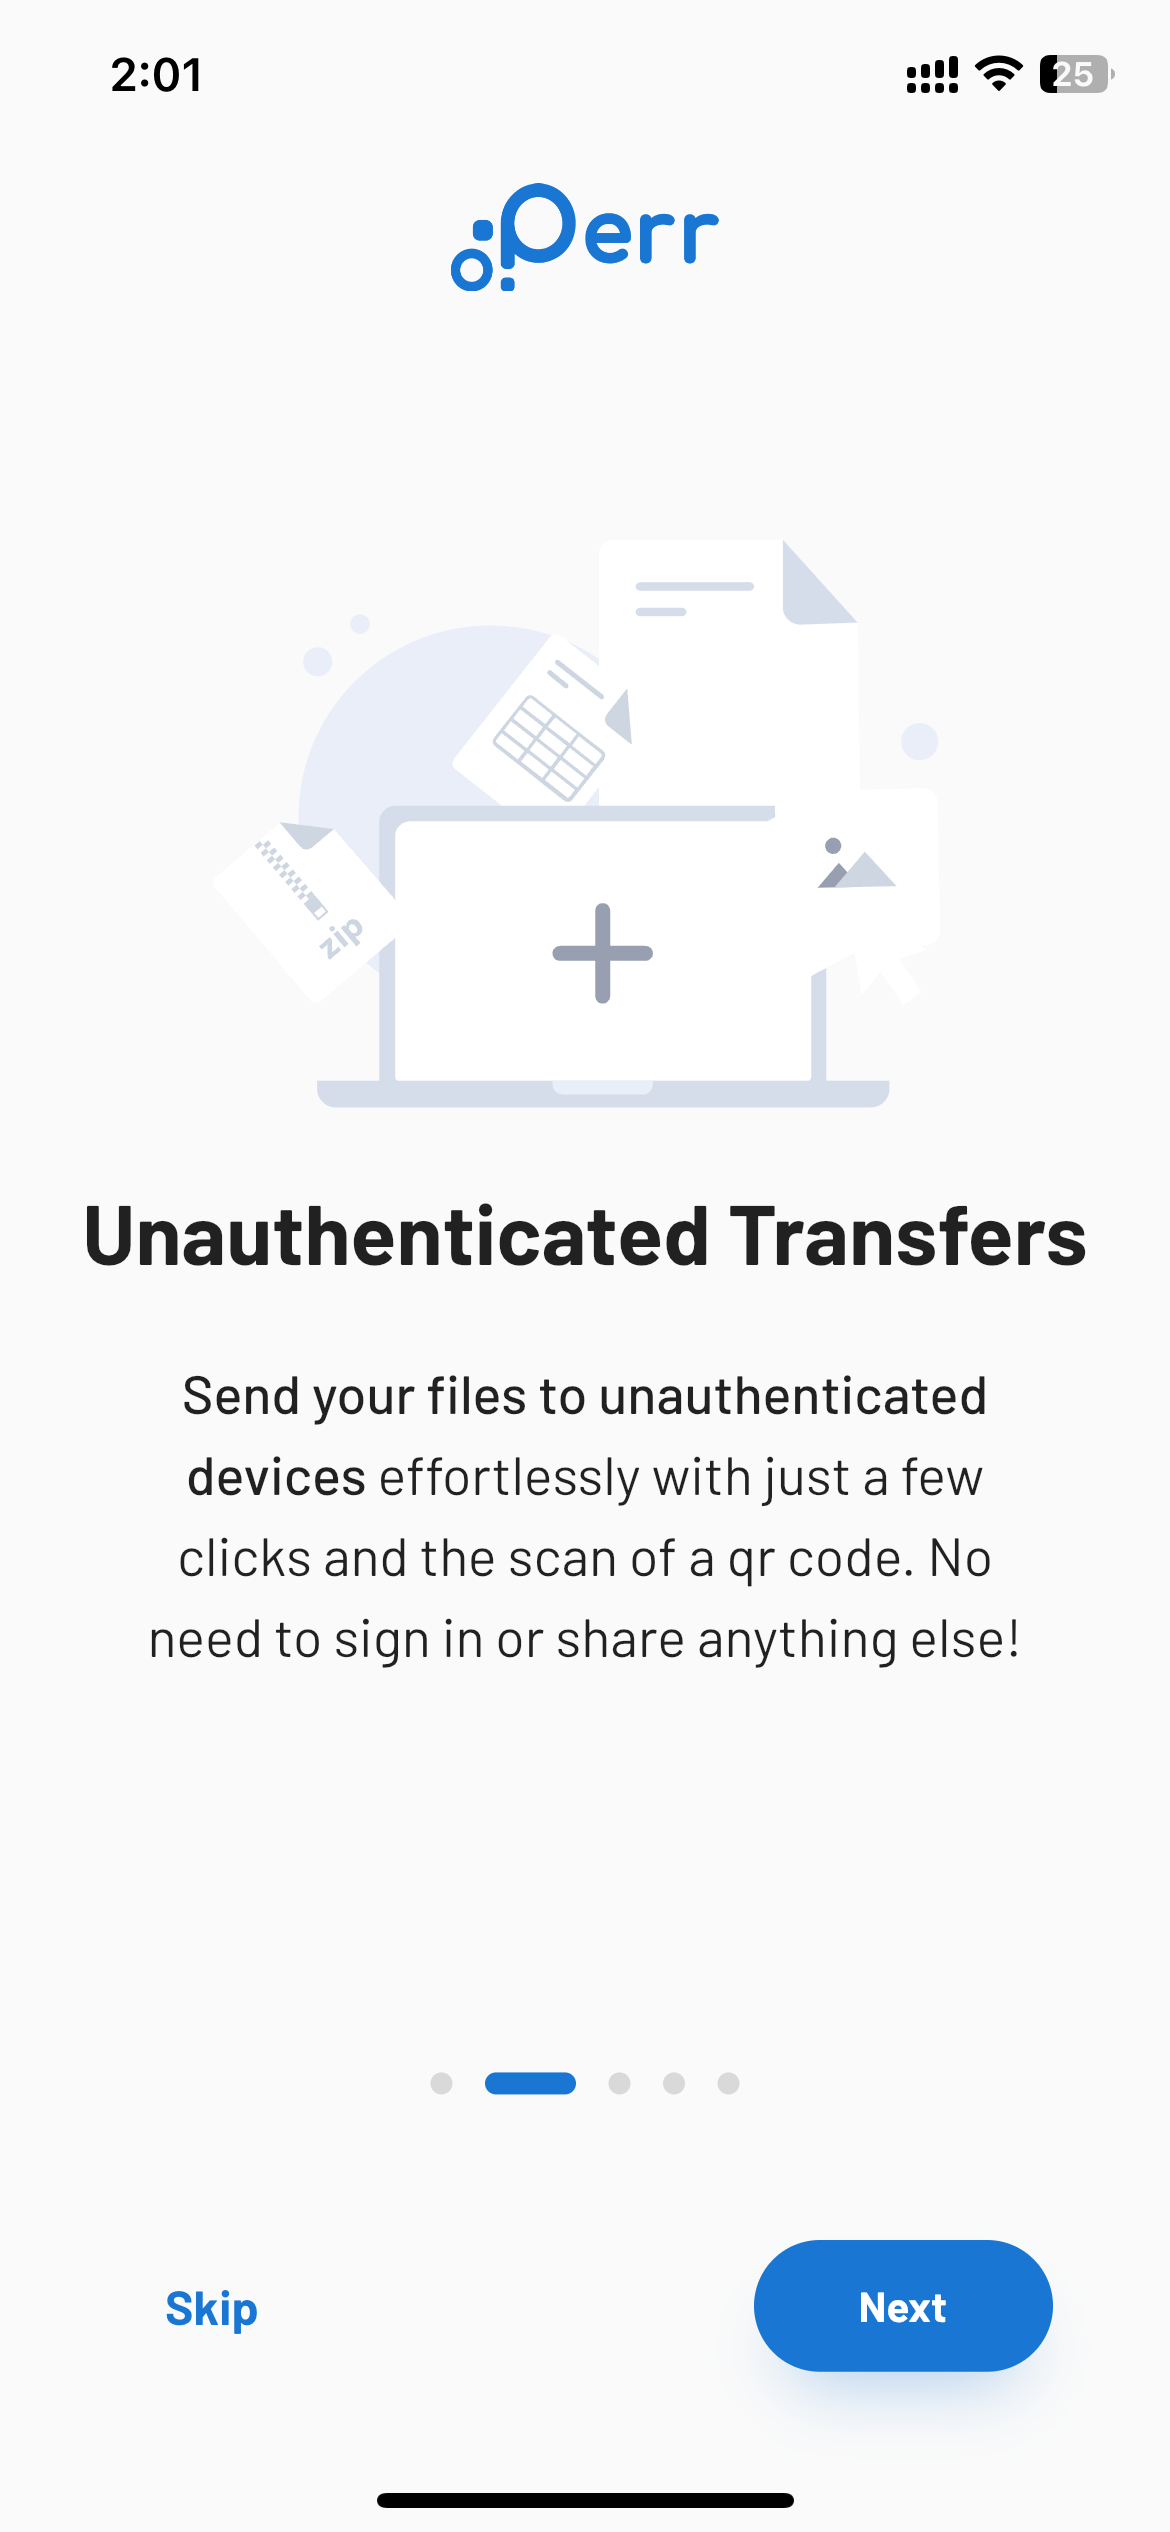 2:01
25
Perr
zip
Unauthenticated Transfers
Send your files to unauthenticated
devices effortlessly with just a few
clicks and the scan of a qr code. No
need to sign in or share anything else!
Skip
Next